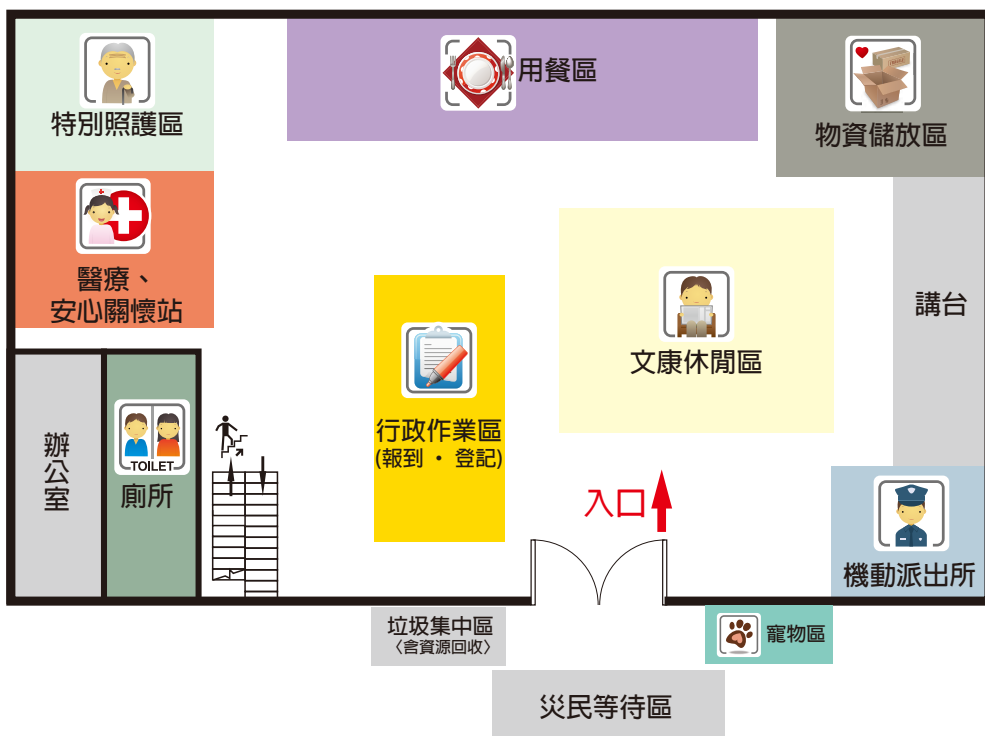 特別照護區
用餐區
物資儲放區
醫療、
安心關懷站
講台
文康休閒區
行政作業區
(報到 · 登記)
辦公室
TOILET
廁所
入口
機動派出所
垃圾集中區
〈含資源回收〉
寵物區
災民等待區